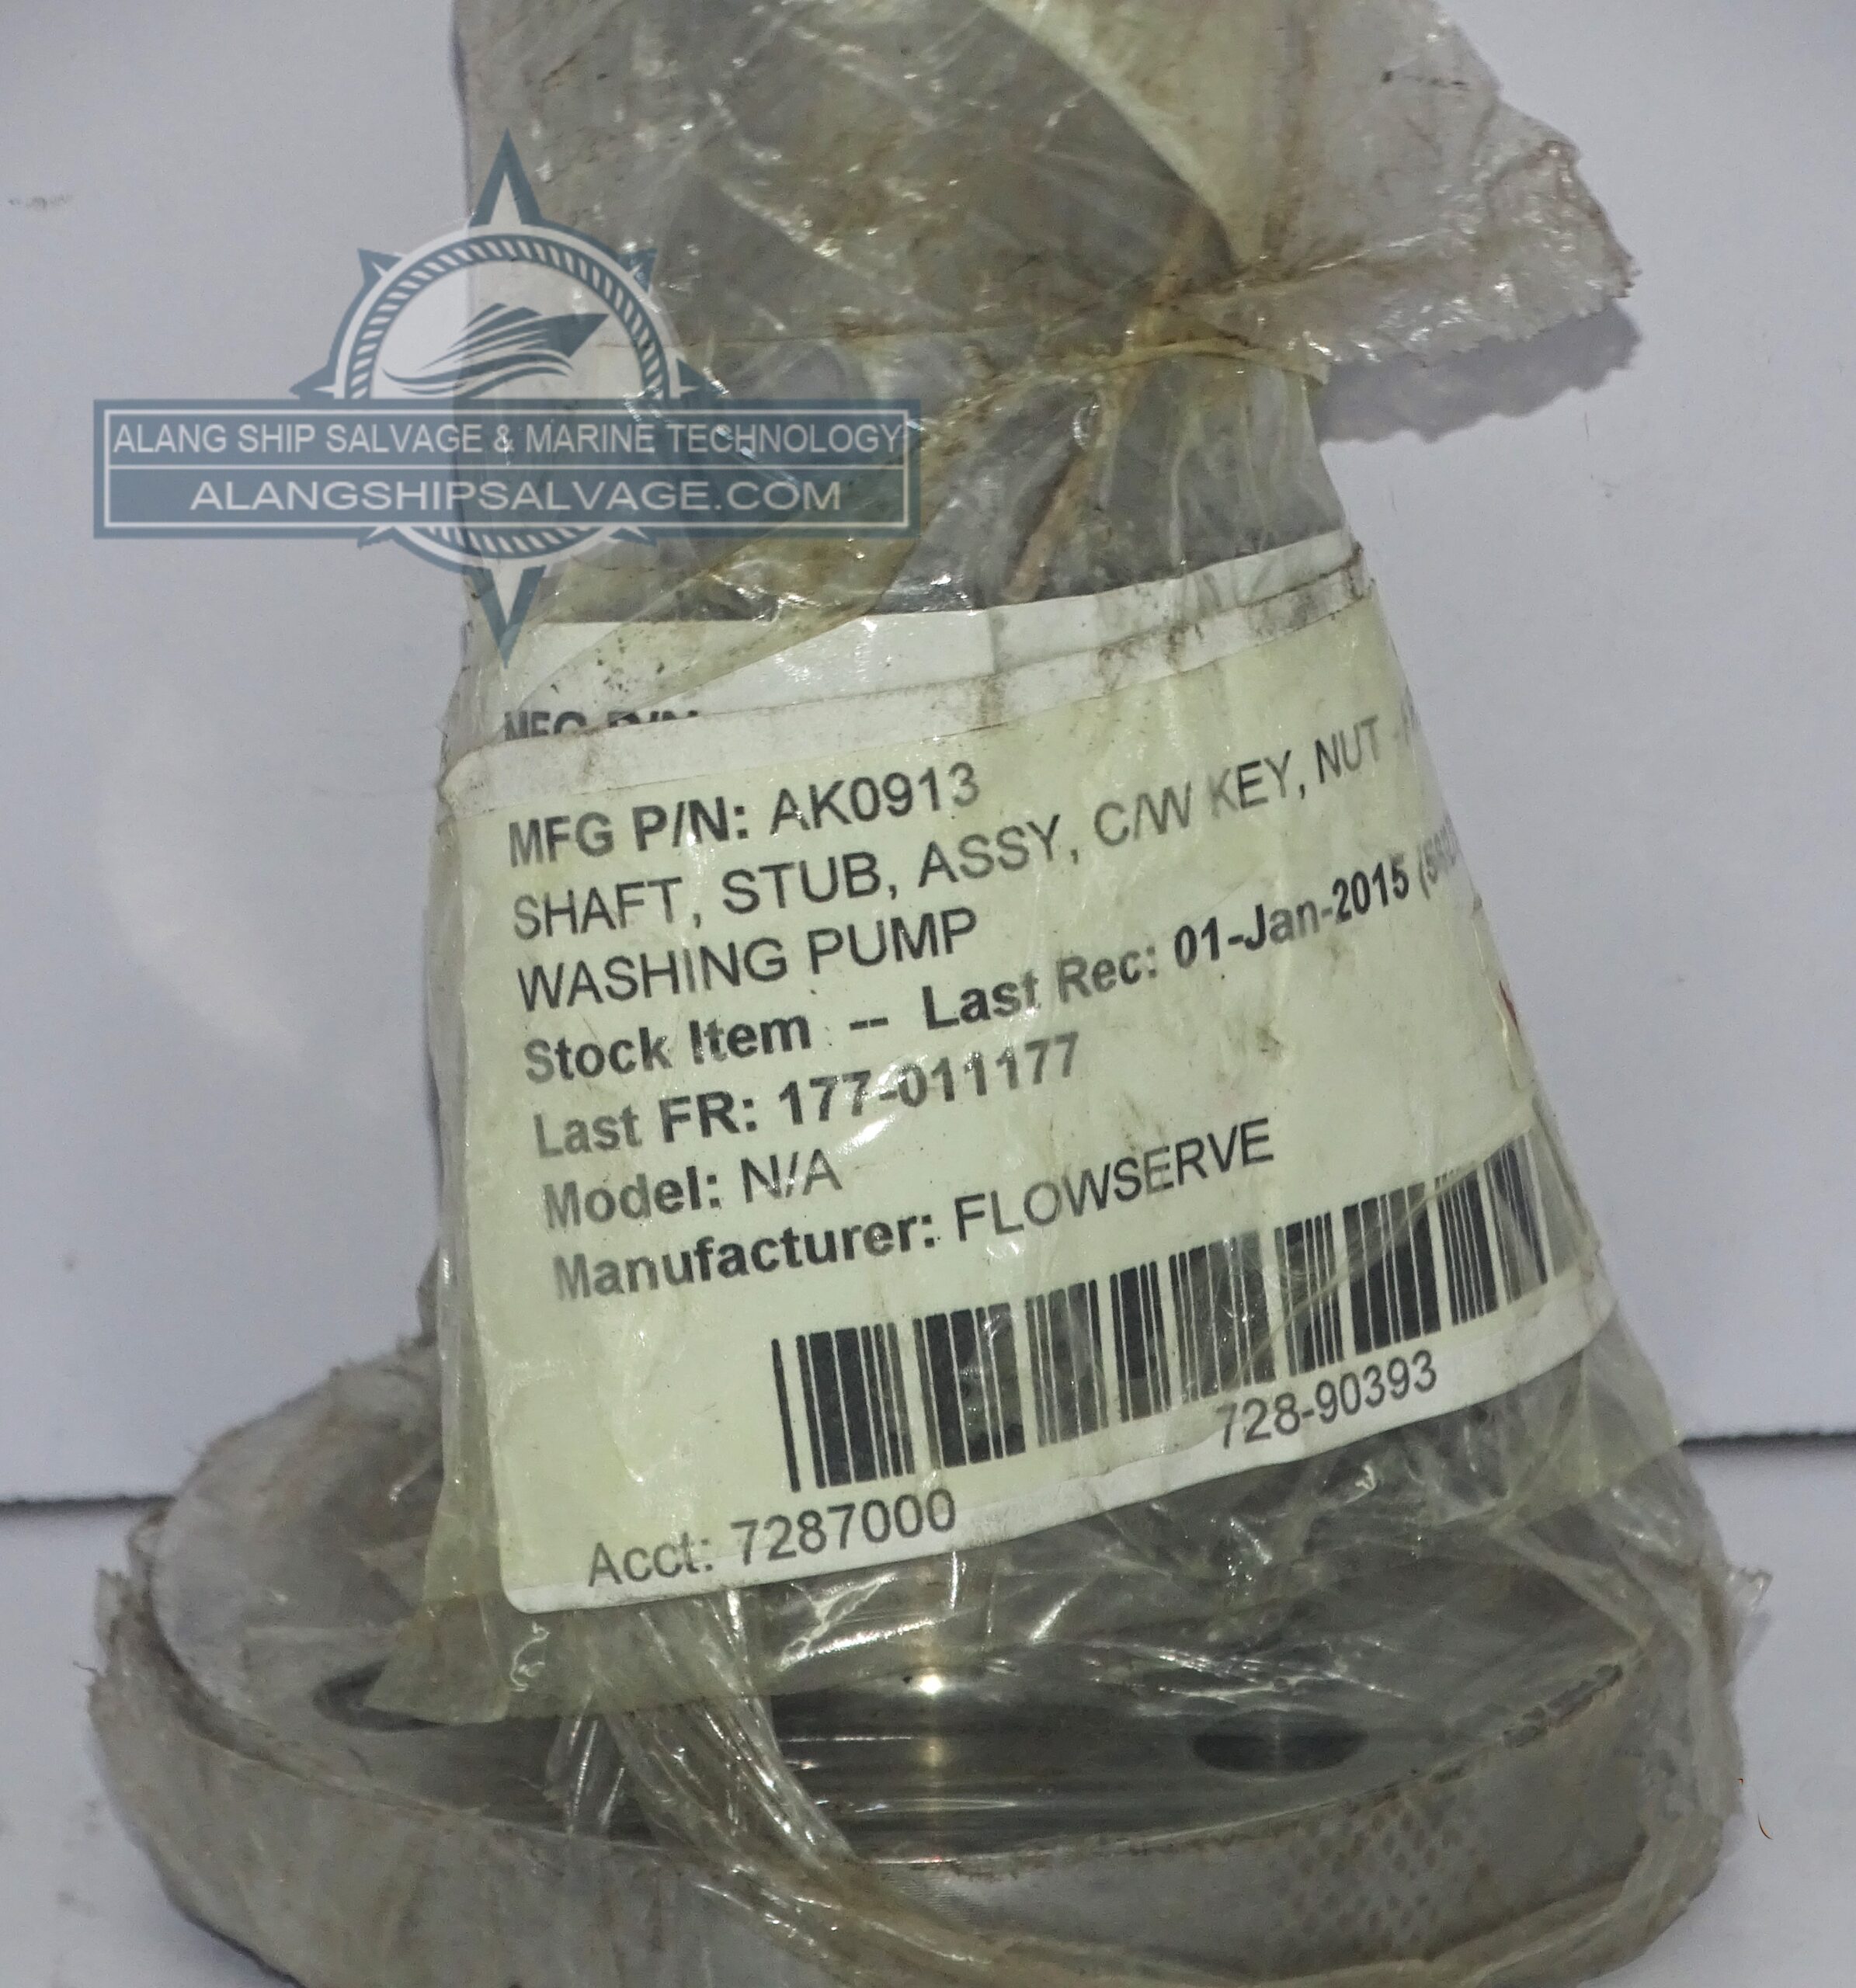 ALANG SHIP SALVAGE & MARINE TECHNOLOGY
ALANGSHIPSALVAGE.COM
MFG P/N
MFG P/N: AK0913
SHAFT, STUB, ASSY, C/W KEY, NUT
WASHING PUMP
Stock Item -- Last Rec: 01-Jan-2015
Last FR: 177-011177
Model: N/A
Manufacturer: FLOWSERVE
728-90393
Acct: 7287000